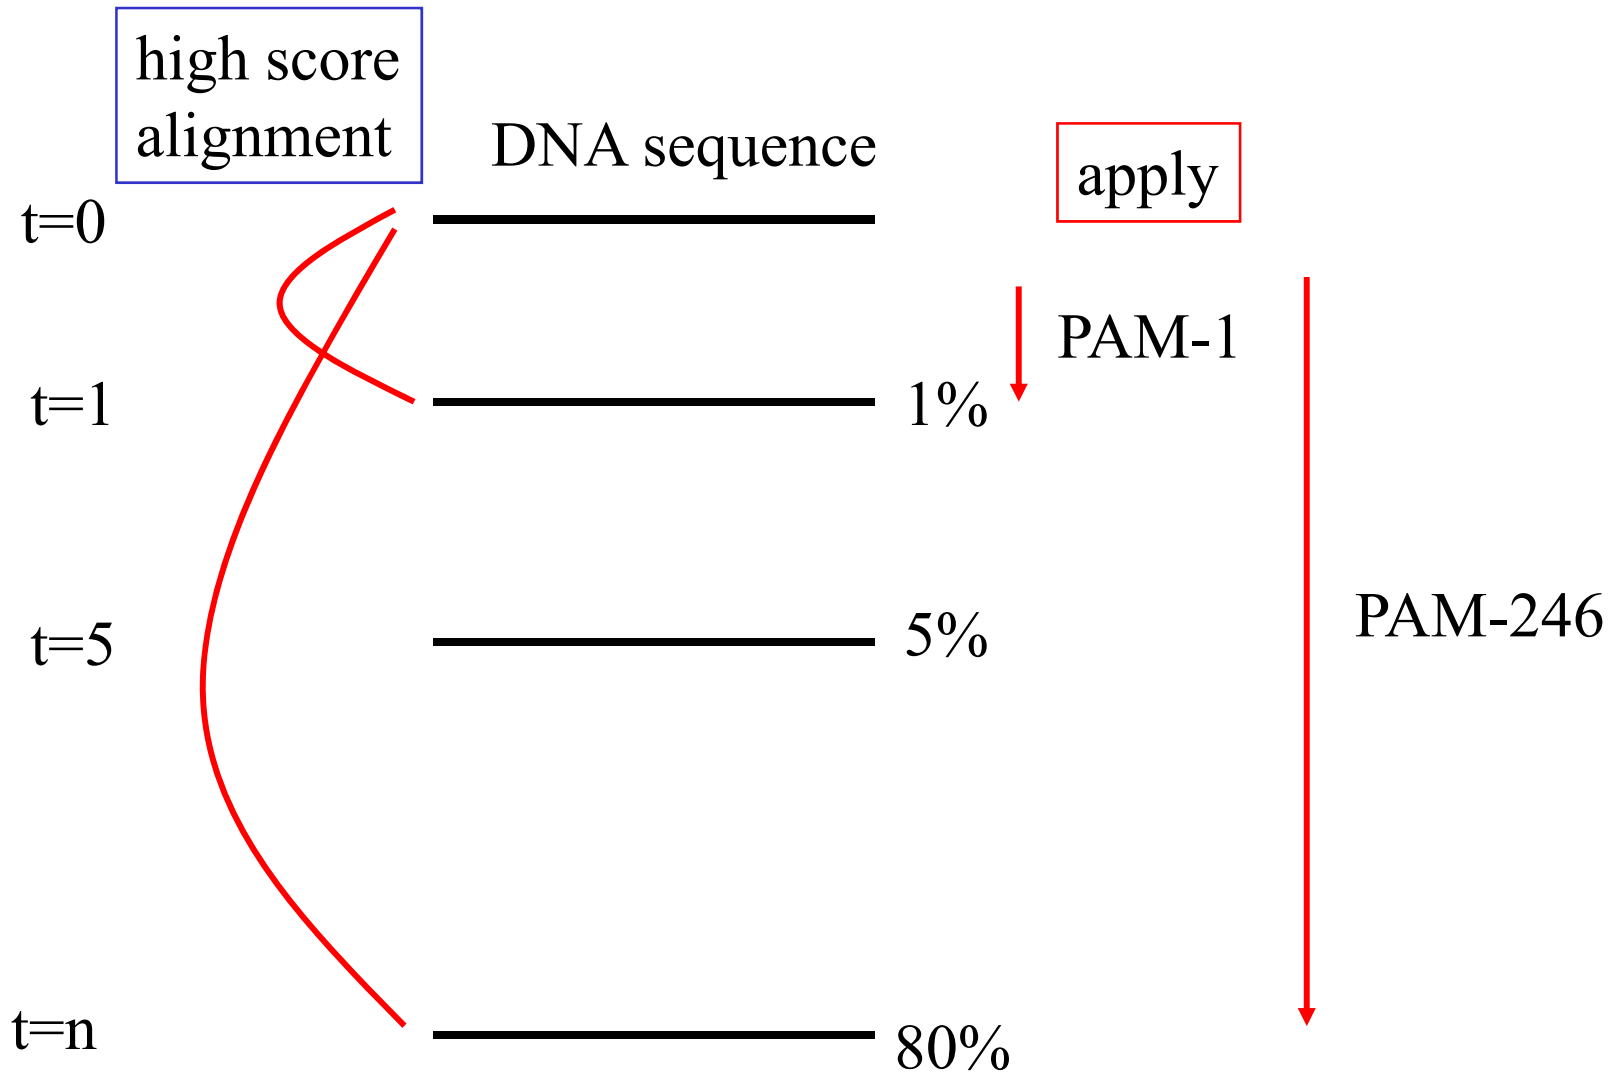 high score
alignment
DNA sequence
apply
t=0
PAM-1
t=1
1%
PAM-246
t=5
5%
t=n
80%